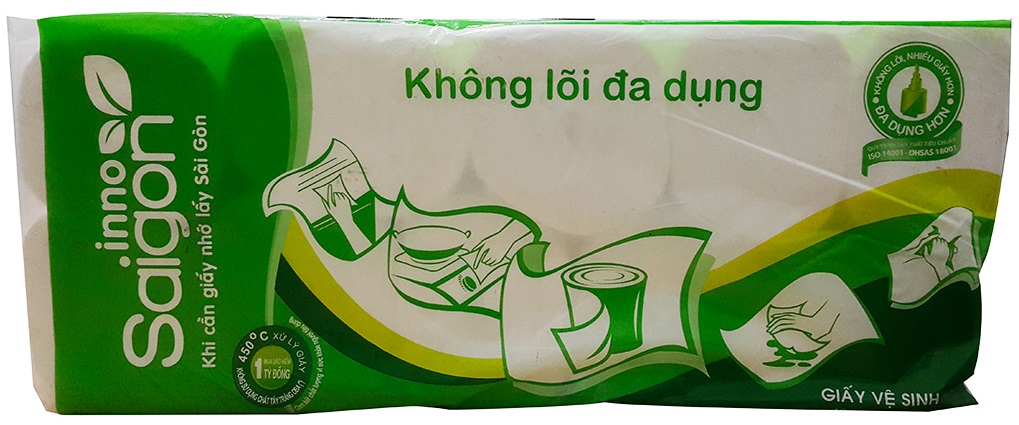 inno
Saigon
Khi cần giấy nhớ lấy Sài Gòn
Không lõi đa dụng
KHÔNG LÕI, NHIỀU GIẤY HƠN
ĐA DỤNG HƠN
ISO 14001 - OHSAS 18001
450°C XỬ LÝ GIẤY
1
TỶ ĐỒNG
GIẤY VỆ SINH